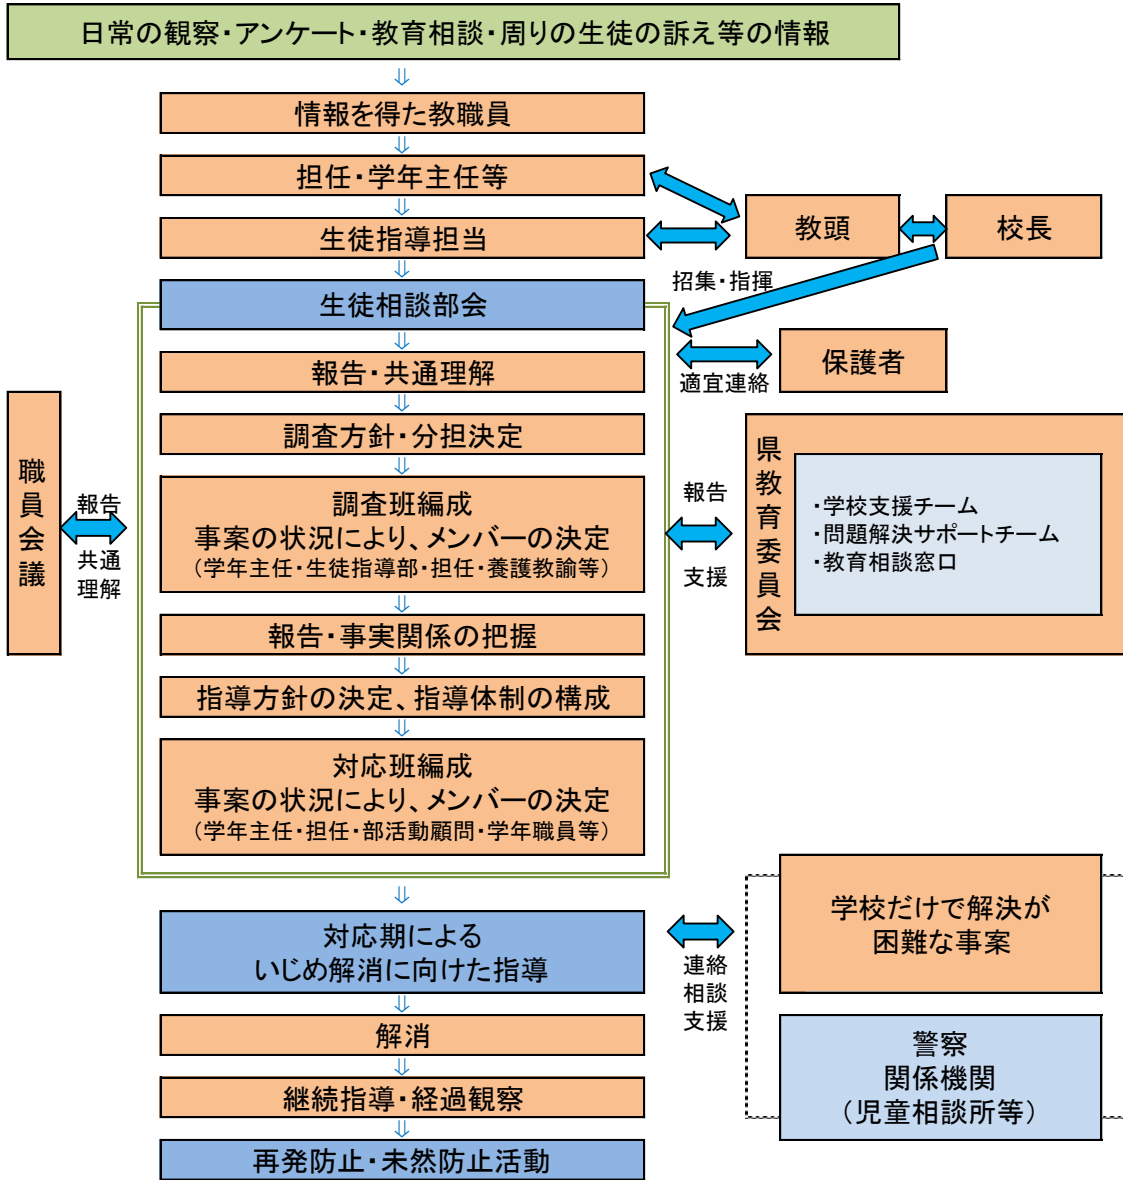 日常の観察・アンケート・教育相談・周りの生徒の訴え等の情報
⇓
情報を得た教職員
⇓
担任・学年主任等
⇓
生徒指導担当
教頭
校長
⇓
招集・指揮
生徒相談部会
⇓
報告・共通理解
適宜連絡
保護者
⇓
調査方針・分担決定
⇓
調査班編成
事案の状況により、メンバーの決定
（学年主任・生徒指導部・担任・養護教諭等）
職員会議
報告
共通
理解
報告
支援
県教育委員会
・学校支援チーム
・問題解決サポートチーム
・教育相談窓口
⇓
報告・事実関係の把握
⇓
指導方針の決定、指導体制の構成
⇓
対応班編成
事案の状況により、メンバーの決定
（学年主任・担任・部活動顧問・学年職員等）
⇓
対応期による
いじめ解消に向けた指導
連絡
相談
支援
学校だけで解決が
困難な事案
⇓
解消
警察
関係機関
（児童相談所等）
⇓
継続指導・経過観察
⇓
再発防止・未然防止活動